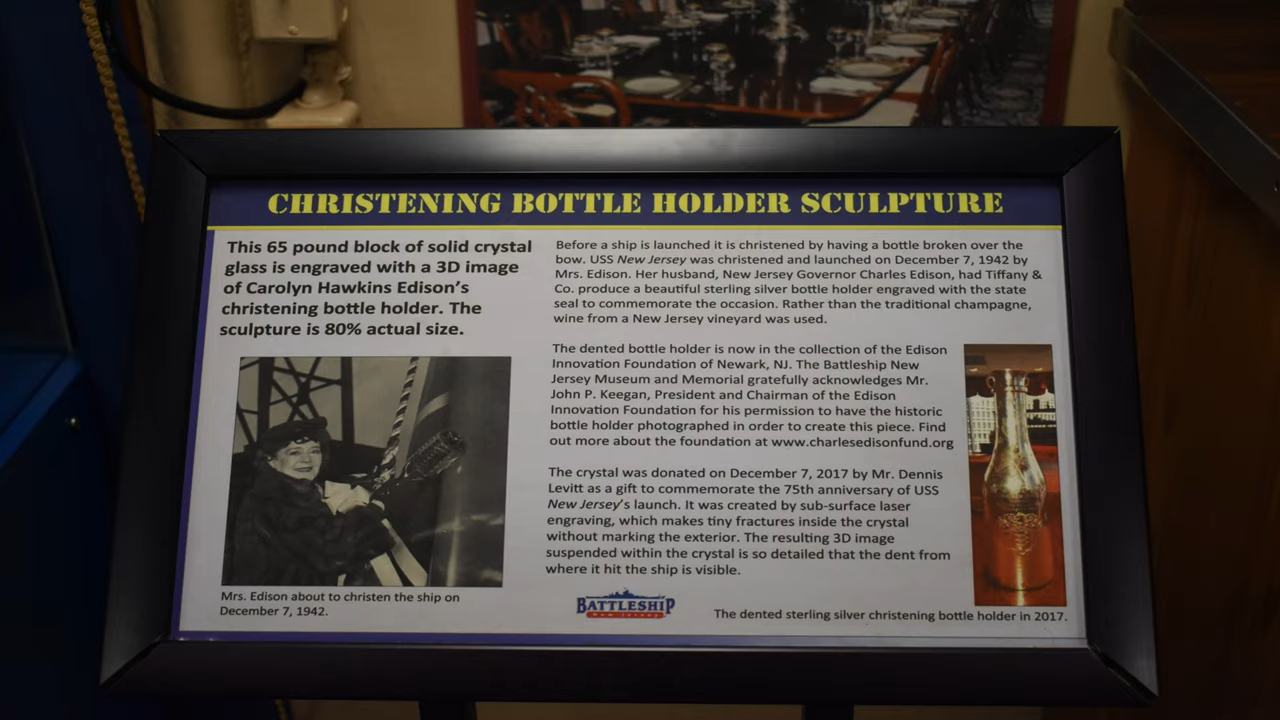 CHRISTENING BOTTLE HOLDER SCULPTURE
This 65 pound block of solid crystal
glass is engraved with a 3D image
of Carolyn Hawkins Edison's
christening bottle holder. The
sculpture is 80% actual size.
Mrs. Edison about to christen the ship on
December 7, 1942.
Before a ship is launched it is christened by having a bottle broken over the
bow. USS New Jersey was christened and launched on December 7, 1942 by
Mrs. Edison. Her husband, New Jersey Governor Charles Edison, had Tiffany &
Co. produce a beautiful sterling silver bottle holder engraved with the state
seal to commemorate the occasion. Rather than the traditional champagne,
wine from a New Jersey vineyard was used.
The dented bottle holder is now in the collection of the Edison
Innovation Foundation of Newark, NJ. The Battleship New
Jersey Museum and Memorial gratefully acknowledges Mr.
John P. Keegan, President and Chairman of the Edison
Innovation Foundation for his permission to have the historic
bottle holder photographed in order to create this piece. Find
out more about the foundation at www.charlesedisonfund.org
The crystal was donated on December 7, 2017 by Mr. Dennis
Levitt as a gift to commemorate the 75th anniversary of USS
New Jersey's launch. It was created by sub-surface laser
engraving, which makes tiny fractures inside the crystal
without marking the exterior. The resulting 3D image
suspended within the crystal is so detailed that the dent from
where it hit the ship is visible.
BATTLESHIP
New Jersey
The dented sterling silver christening bottle holder in 2017.